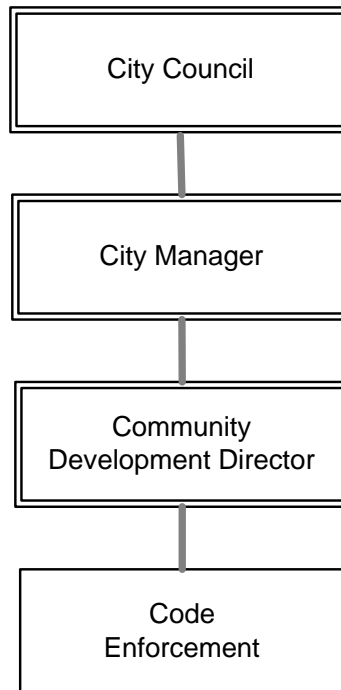 City Council
City Manager
Community
Development Director
Code
Enforcement